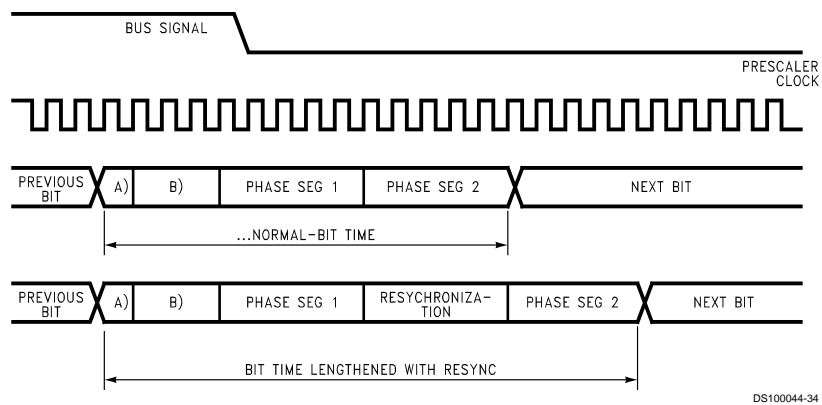 BUS SIGNAL
PRESCALER
CLOCK
PREVIOUS
BIT
A)
B)
PHASE SEG 1
PHASE SEG 2
NEXT BIT
...NORMAL-BIT TIME
PREVIOUS
BIT
A)
B)
PHASE SEG 1
RESYCHRONIZA-
TION
PHASE SEG 2
NEXT BIT
BIT TIME LENGTHENED WITH RESYNC
DS100044-34